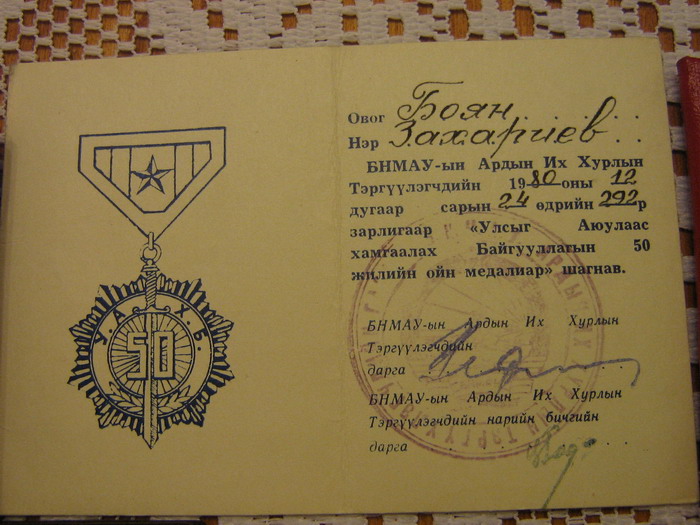 У.А.Х.Б.
50
Овог Боян
Нэр Захариев
БНМАУ-ын Ардын Их Хурлын
Тэргүүлэгчдийн 1980 оны 12
дугаар сарын 24 өдрийн 292 р
зарлигаар «Улсыг Аюулаас
хамгаалах Байгууллагын 50
жилийн ойн медалиар» шагнав.
БНМАУ-ын Ардын Их Хурлын
Тэргүүлэгчдийн
дарга
БНМАУ-ын Ардын Их Хурлын
Тэргүүлэгчдийн нарийн бичгийн
дарга